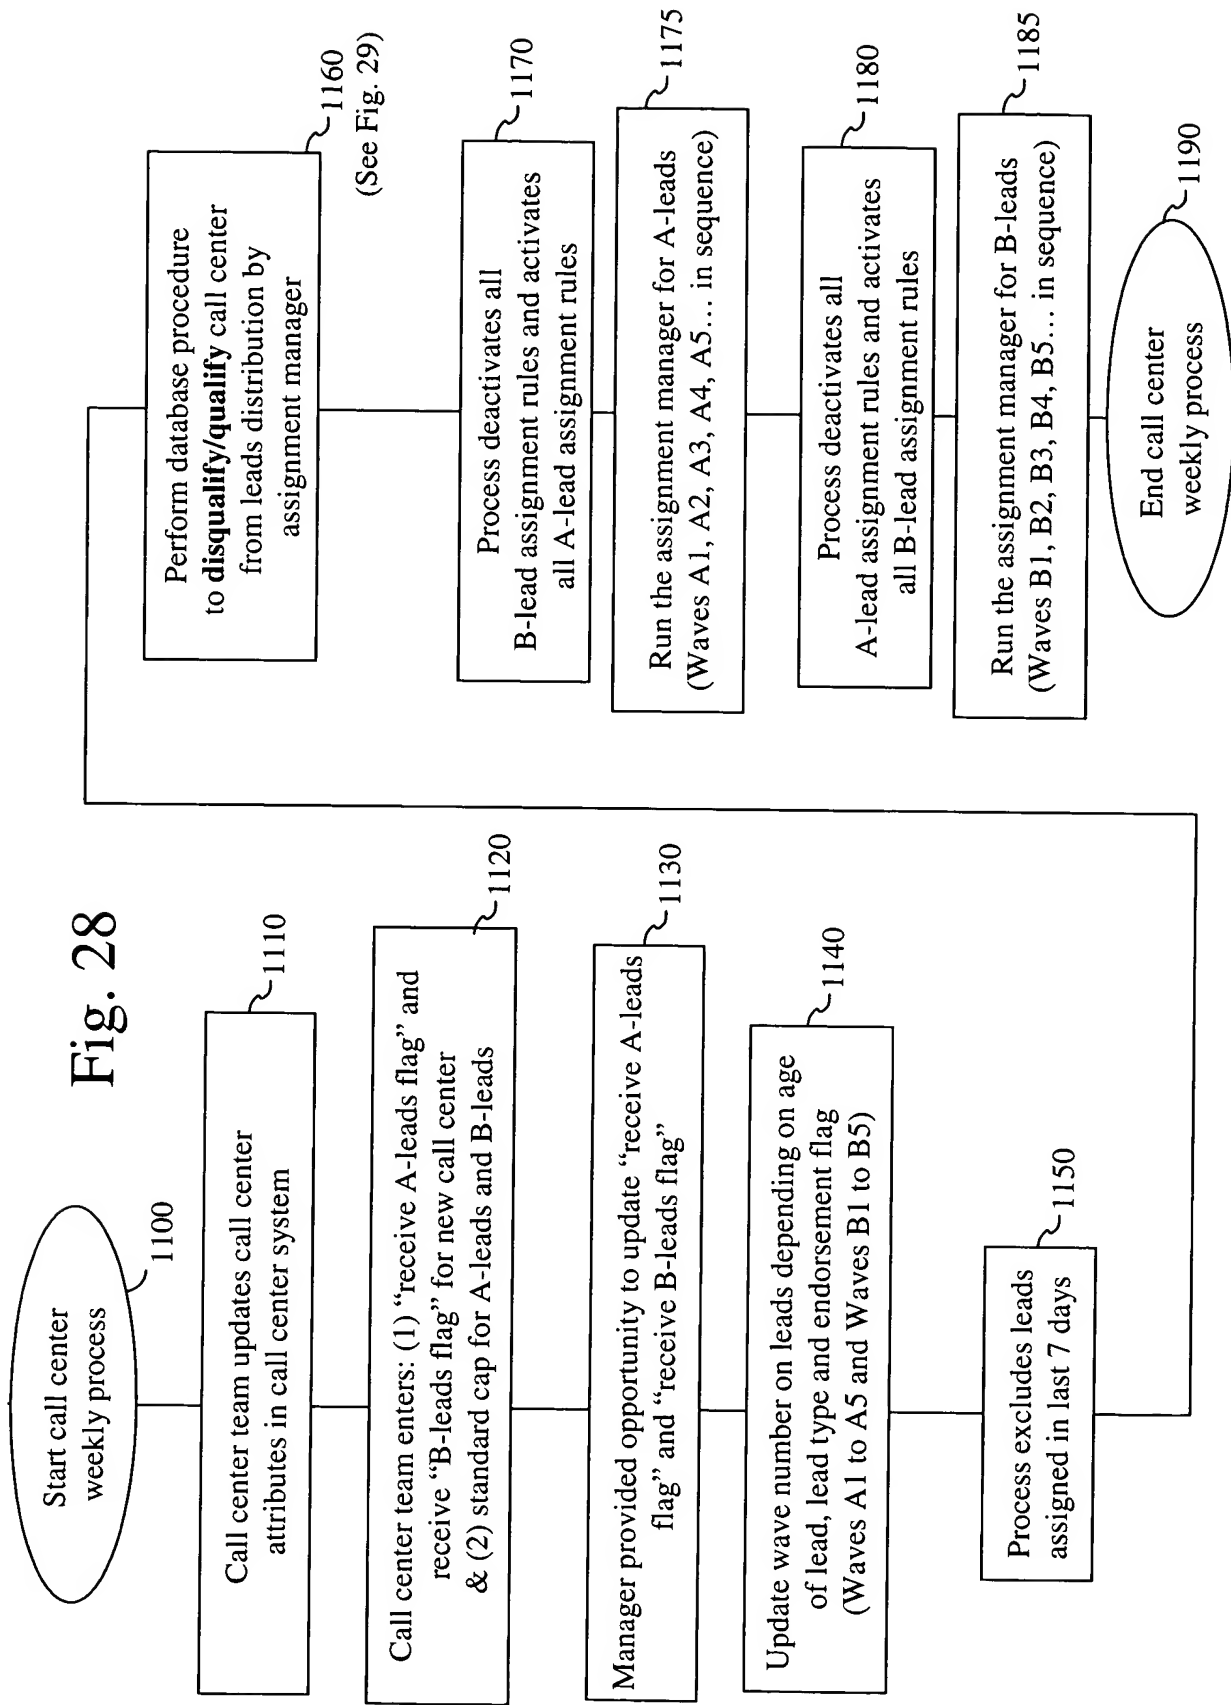 Fig. 28
Start call center
weekly process
1100
Call center team updates call center
attributes in call center system
1110
Call center team enters: (1) “receive A-leads flag” and
receive “B-leads flag” for new call center
& (2) standard cap for A-leads and B-leads
1120
Manager provided opportunity to update “receive A-leads
flag” and “receive B-leads flag”
1130
Update wave number on leads depending on age
of lead, lead type and endorsement flag
(Waves A1 to A5 and Waves B1 to B5)
1140
Process excludes leads
assigned in last 7 days
1150
Perform database procedure
to disqualify/qualify call center
from leads distribution by
assignment manager
1160
(See Fig. 29)
Process deactivates all
B-lead assignment rules and activates
all A-lead assignment rules
1170
Run the assignment manager for A-leads
(Waves A1, A2, A3, A4, A5... in sequence)
1175
Process deactivates all
A-lead assignment rules and activates
all B-lead assignment rules
1180
Run the assignment manager for B-leads
(Waves B1, B2, B3, B4, B5... in sequence)
1185
End call center
weekly process
1190